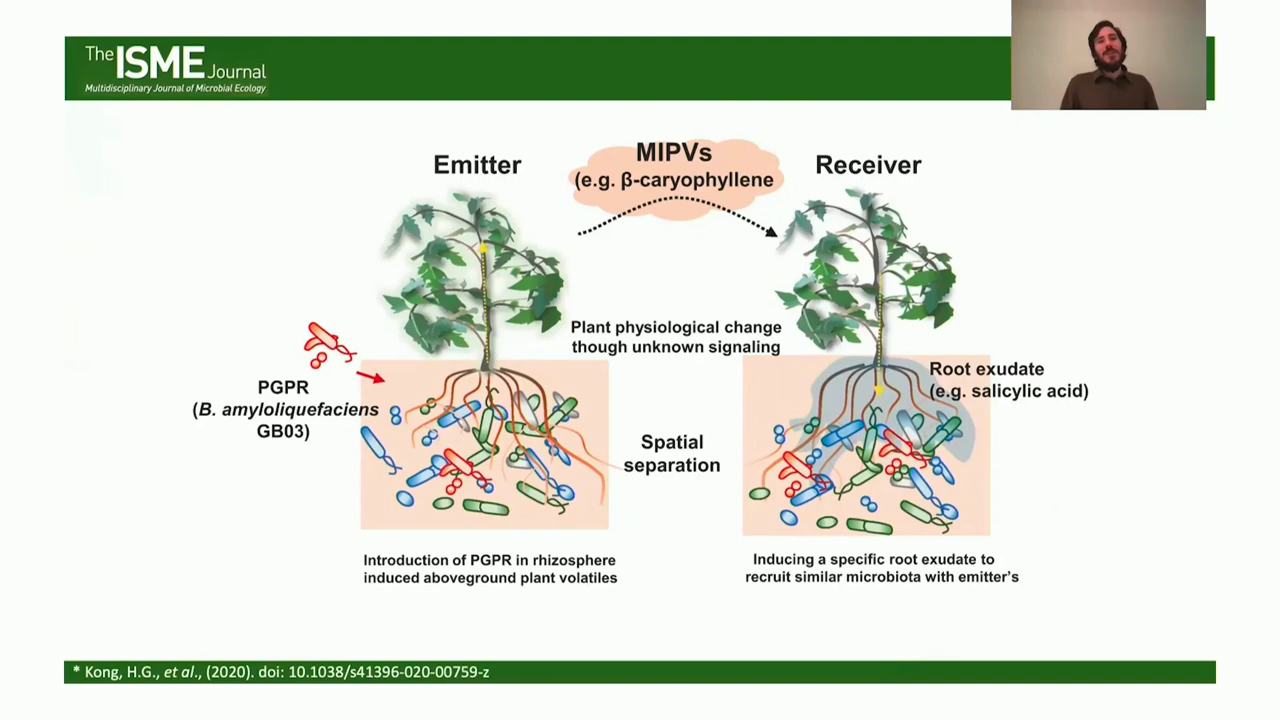 The ISME Journal
Multidisciplinary Journal of Microbial Ecology
Emitter
MIPVs
(e.g. β-caryophyllene
Receiver
Plant physiological change
though unknown signaling
PGPR
(B. amyloliquefaciens
GB03)
Root exudate
(e.g. salicylic acid)
Spatial
separation
Introduction of PGPR in rhizosphere
induced aboveground plant volatiles
Inducing a specific root exudate to
recruit similar microbiota with emitter's
* Kong, H.G., et al., (2020). doi: 10.1038/s41396-020-00759-z